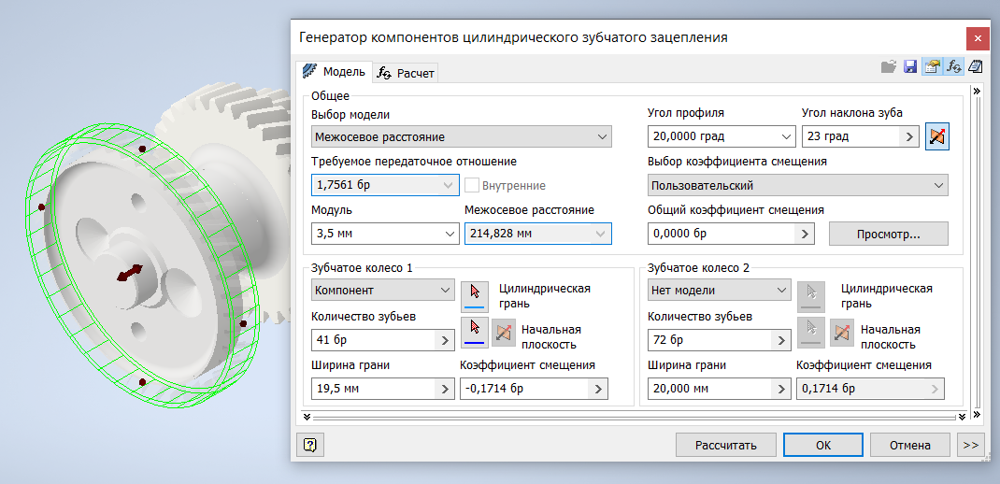 Генератор компонентов цилиндрического зубчатого зацепления
Модель
Расчет
Общее
Выбор модели
Угол профиля
Угол наклона зуба
Межосевое расстояние
20,0000 град
23 град
Требуемое передаточное отношение
Выбор коэффициента смещения
1,7561 бр
Внутренние
Пользовательский
Модуль
Межосевое расстояние
Общий коэффициент смещения
3,5 мм
214,828 мм
0,0000 бр
Просмотр...
Зубчатое колесо 1
Компонент
Цилиндрическая
грань
Количество зубьев
Начальная
плоскость
41 бр
Ширина грани
Коэффициент смещения
19,5 мм
-0,1714 бр
Зубчатое колесо 2
Нет модели
Цилиндрическая
грань
Количество зубьев
Начальная
плоскость
72 бр
Ширина грани
Коэффициент смещения
20,000 мм
0,1714 бр
Рассчитать
OK
Отмена
>>